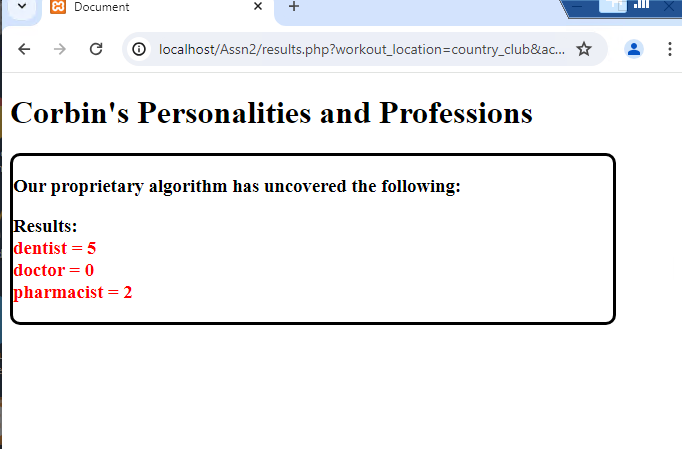 Document
localhost/Assn2/results.php?workout_location=country_club&ac...
Corbin's Personalities and Professions
Our proprietary algorithm has uncovered the following:
Results:
dentist = 5
doctor = 0
pharmacist = 2